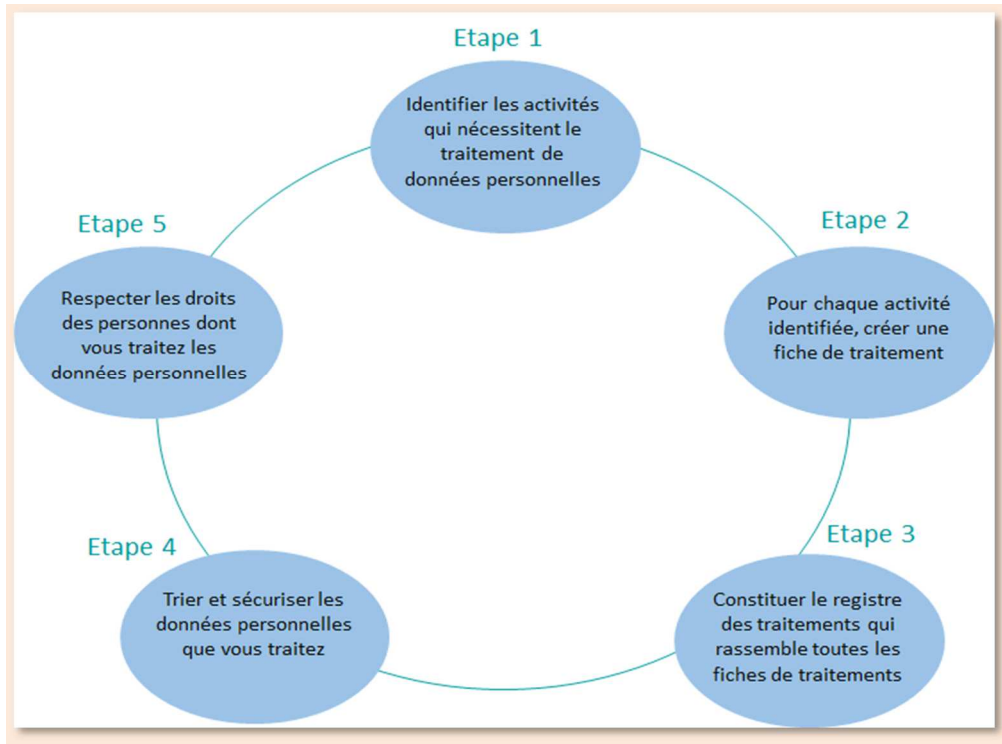 Etape 1
Identifier les activités
qui nécessitent le
traitement de
données personnelles
Etape 2
Pour chaque activité
identifiée, créer une
fiche de traitement
Etape 3
Constituer le registre
des traitements qui
rassemble toutes les
fiches de traitements
Etape 4
Trier et sécuriser les
données personnelles
que vous traitez
Etape 5
Respecter les droits
des personnes dont
vous traitez les
données personnelles